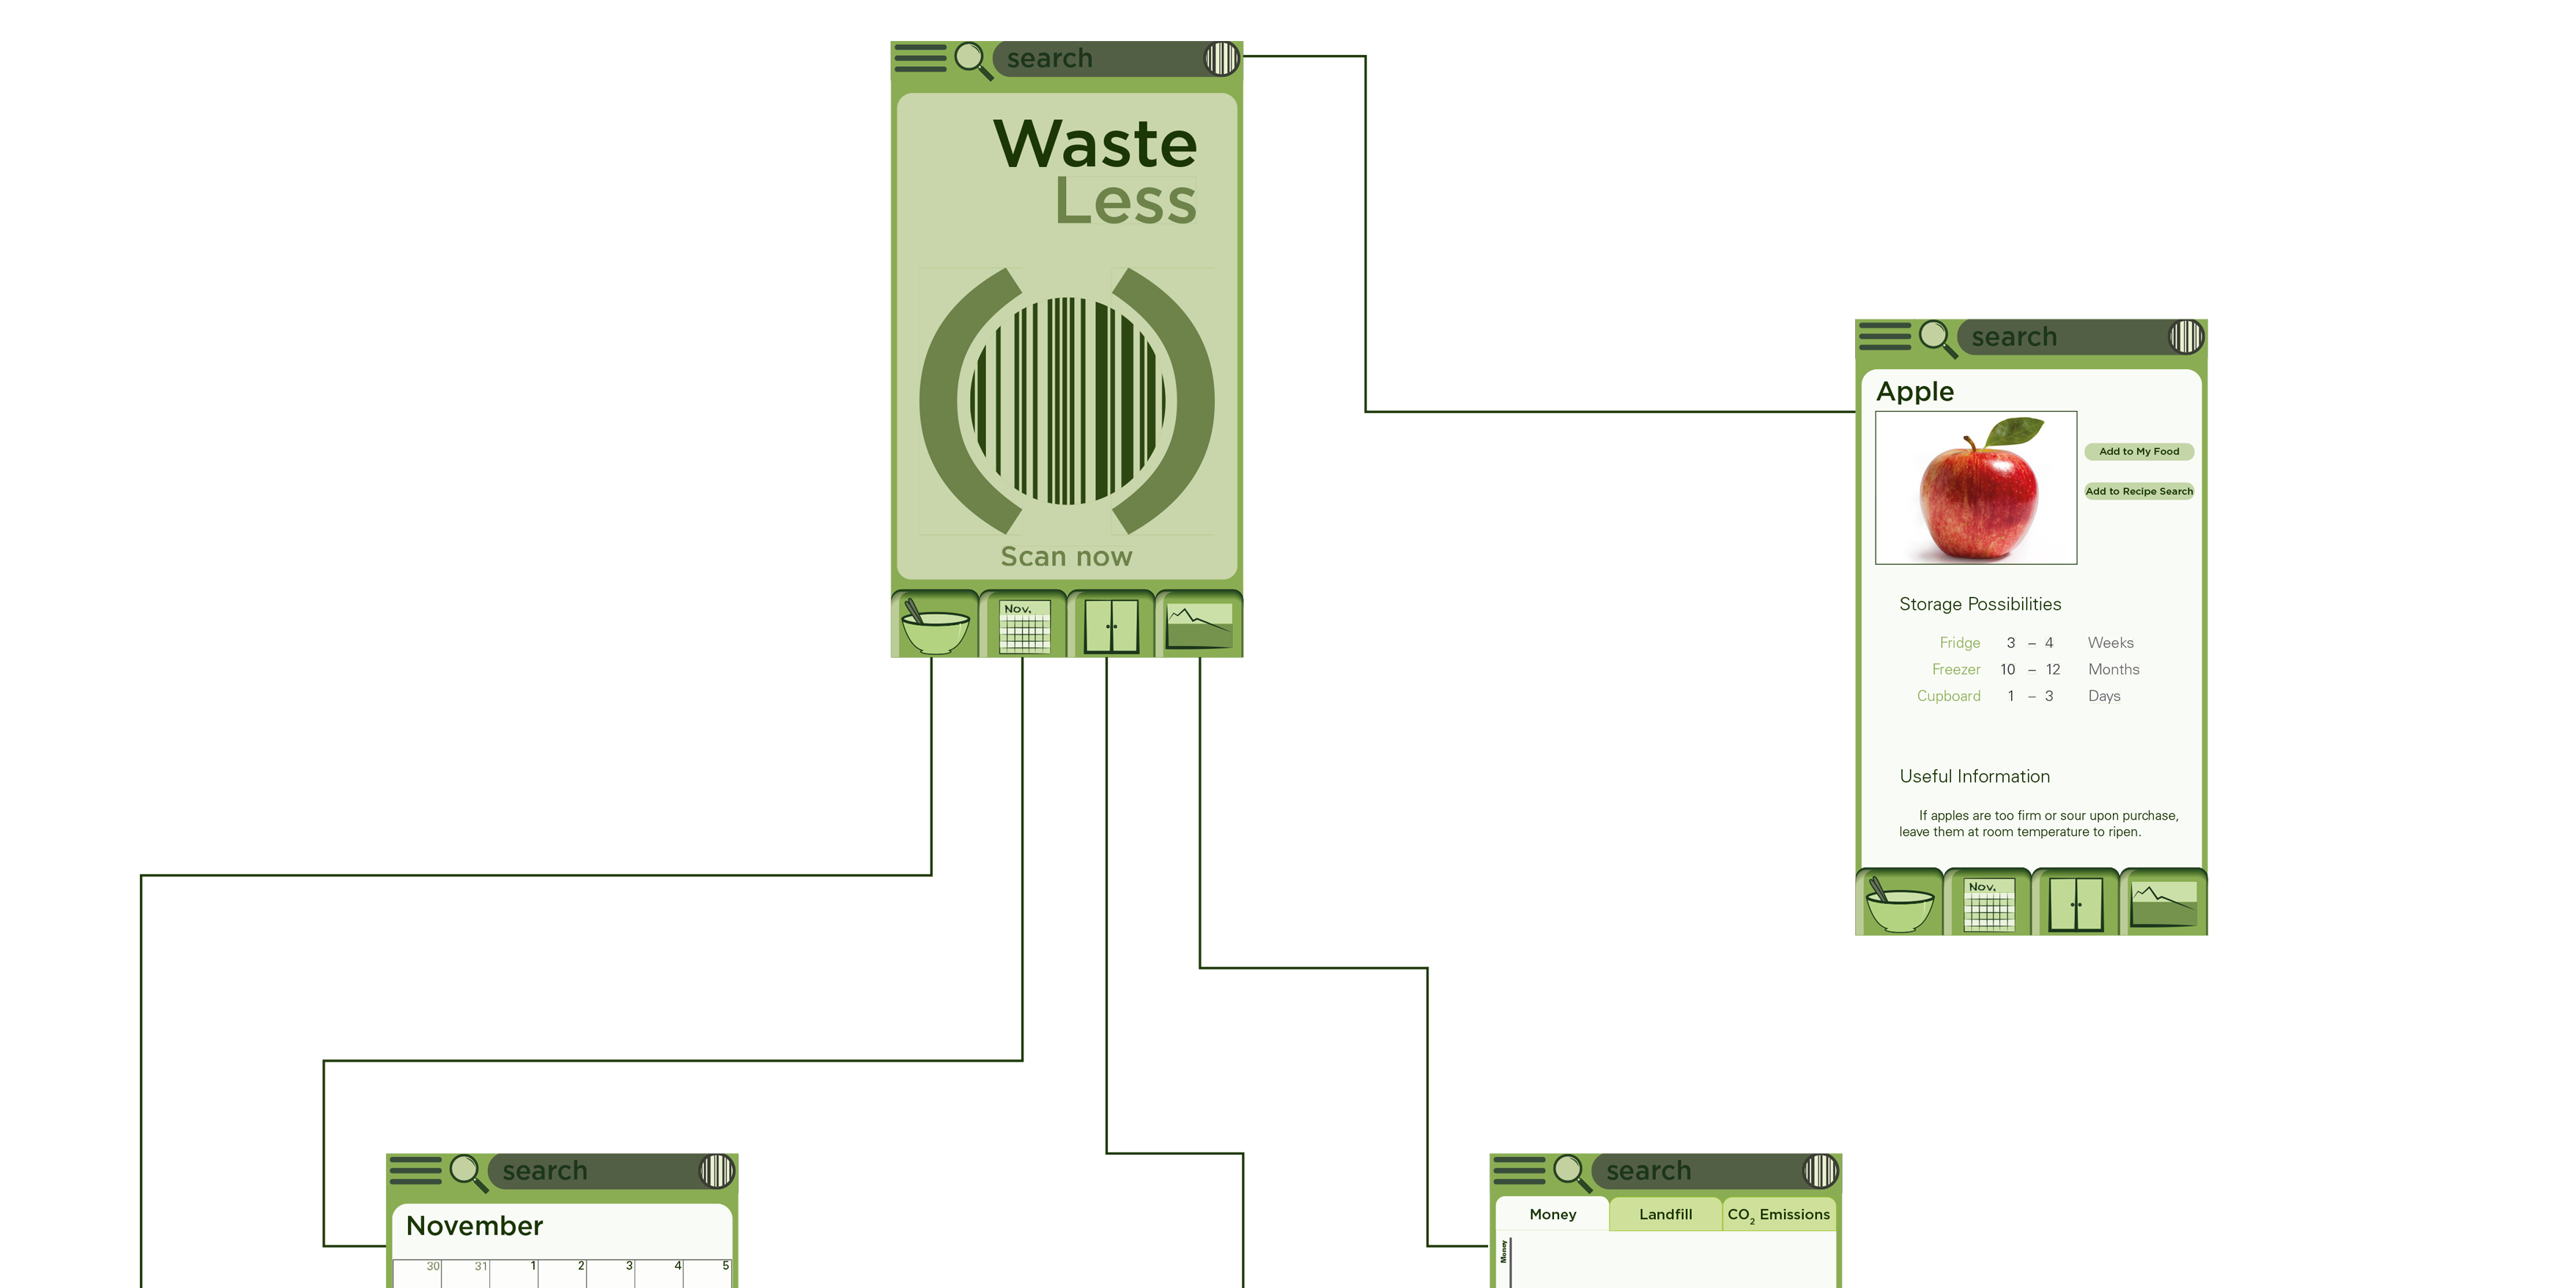 search
Waste
Less
Scan now
Nov.
search
Apple
Add to My Food
Add to Recipe Search
Storage Possibilities
Fridge 3 – 4 Weeks
Freezer 10 – 12 Months
Cupboard 1 – 3 Days
Useful Information
If apples are too firm or sour upon purchase,
leave them at room temperature to ripen.
Nov.
search
November
30 31 1 2 3 4 5
search
Money Landfill CO₂ Emissions
Money